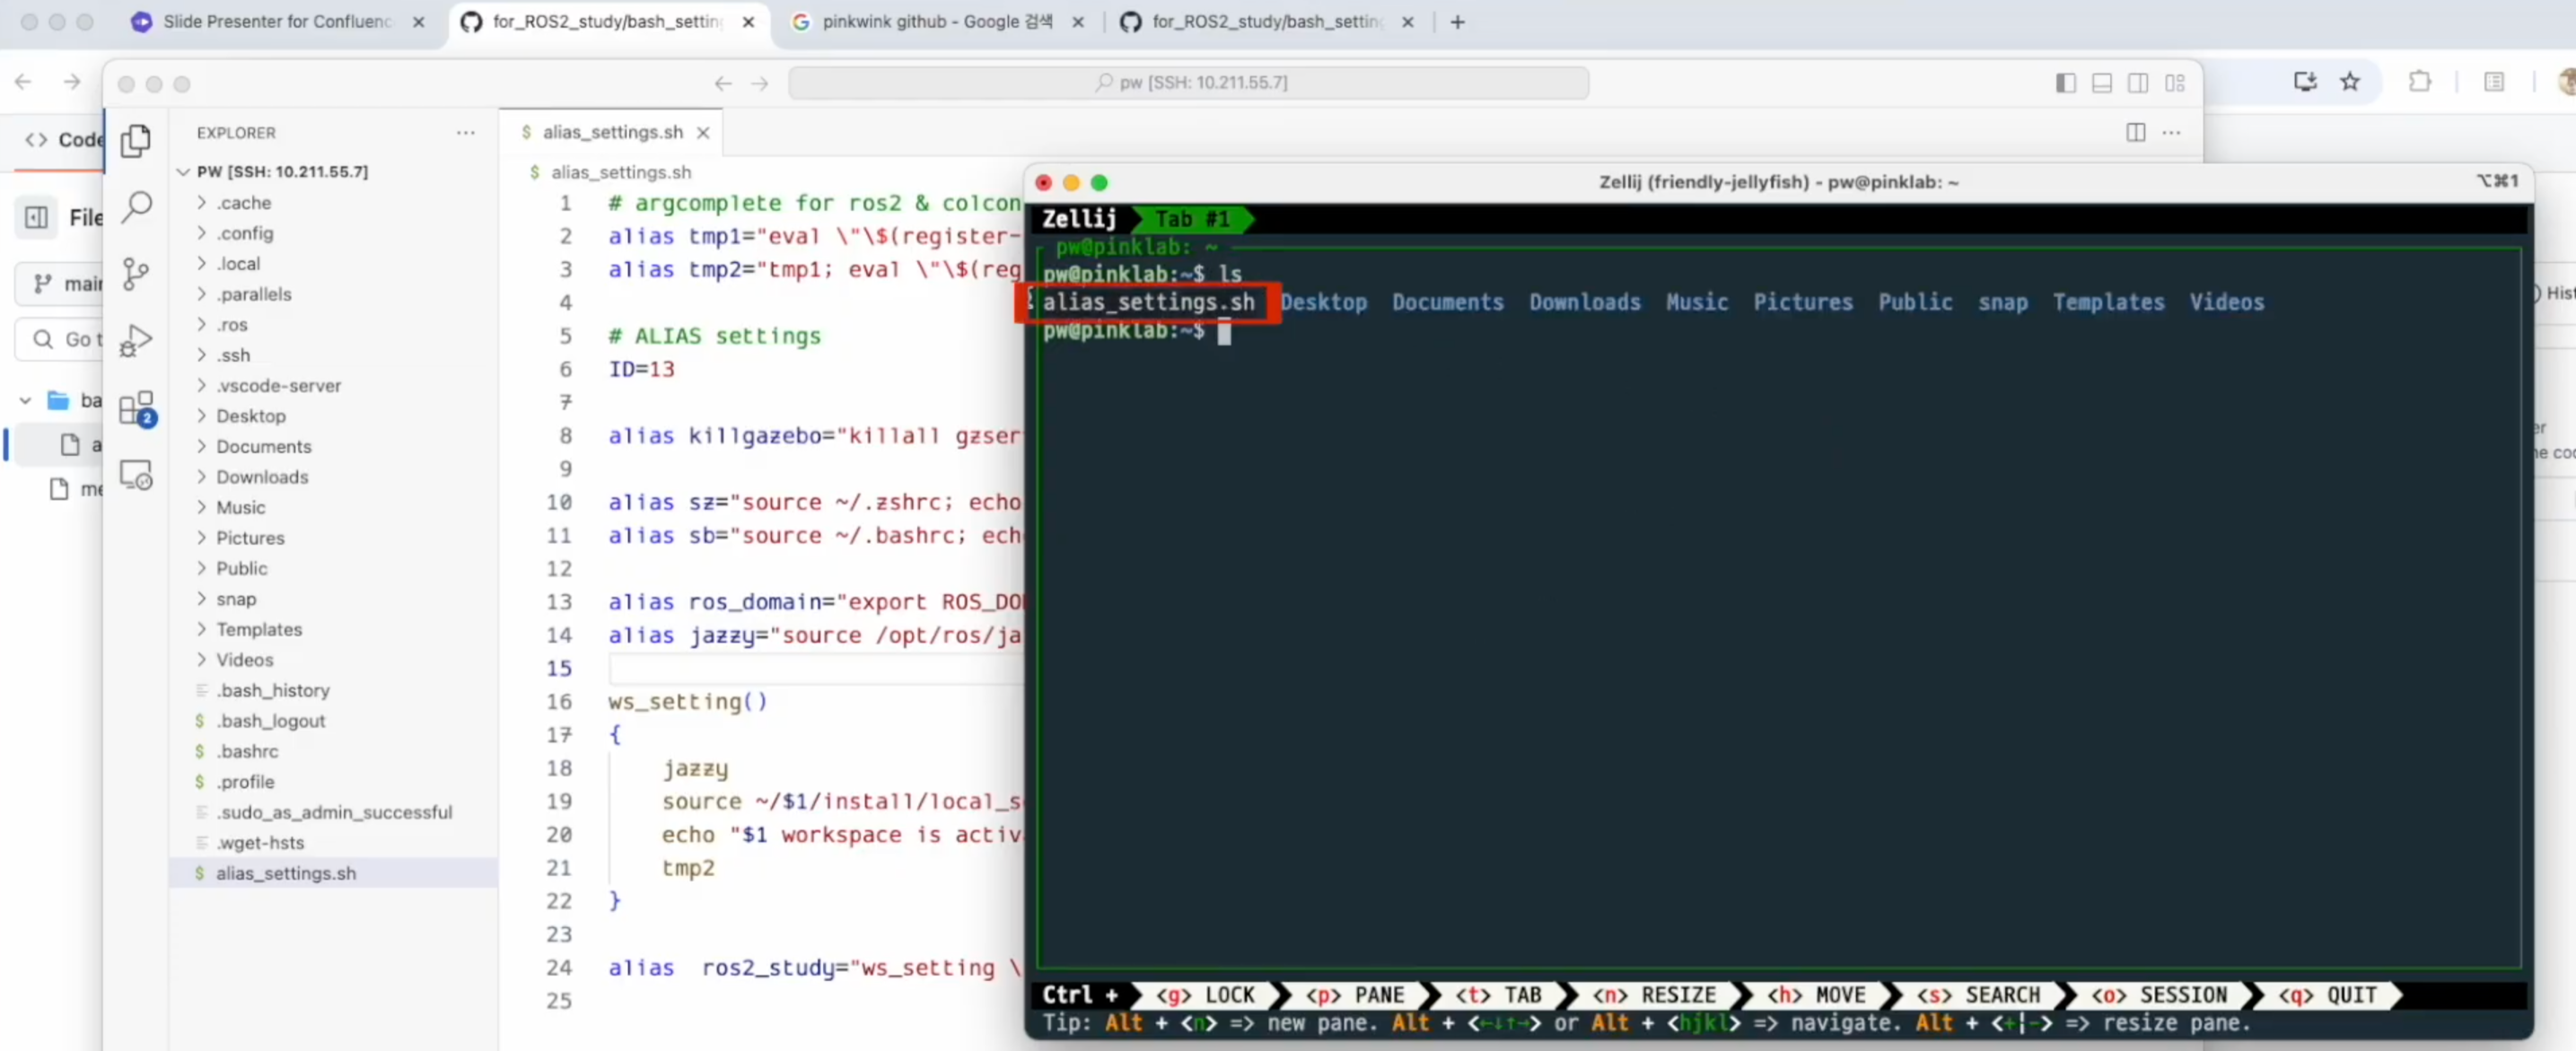 Slide Presenter for Confluenc
for_ROS2_study/bash_settin
pinkwink github - Google 검색
for_ROS2_study/bash_settin
pw [SSH: 10.211.55.7]
Code
File
main
Go t
ba
a
me
Hist
er
he coc
2
EXPLORER
PW [SSH: 10.211.55.7]
.cache
.config
.local
.parallels
.ros
.ssh
.vscode-server
Desktop
Documents
Downloads
Music
Pictures
Public
snap
Templates
Videos
.bash_history
$ .bash_logout
$ .bashrc
$ .profile
.sudo_as_admin_successful
.wget-hsts
$ alias_settings.sh
$ alias_settings.sh
$ alias_settings.sh
1 # argcomplete for ros2 & colcon
2 alias tmp1="eval \"\$(register-
3 alias tmp2="tmp1; eval \"\$(reg
4
5 # ALIAS settings
6 ID=13
7
8 alias killgazebo="killall gzser
9
10 alias sz="source ~/.zshrc; echo
11 alias sb="source ~/.bashrc; ech
12
13 alias ros_domain="export ROS_DO
14 alias jazzy="source /opt/ros/ja
15
16 ws_setting()
17 {
18 jazzy
19 source ~/$1/install/local_s
20 echo "$1 workspace is activ
21 tmp2
22 }
23
24 alias  ros2_study="ws_setting \
25
Zellij (friendly-jellyfish) - pw@pinklab: ~
⌥⌘1
Zellij Tab #1
pw@pinklab: ~
pw@pinklab:~$ ls
alias_settings.sh Desktop Documents Downloads Music Pictures Public snap Templates Videos
pw@pinklab:~$
Ctrl + <g> LOCK <p> PANE <t> TAB <n> RESIZE <h> MOVE <s> SEARCH <o> SESSION <q> QUIT
Tip: Alt + <n> => new pane. Alt + <←↓↑→> or Alt + <hjkl> => navigate. Alt + <+|-> => resize pane.